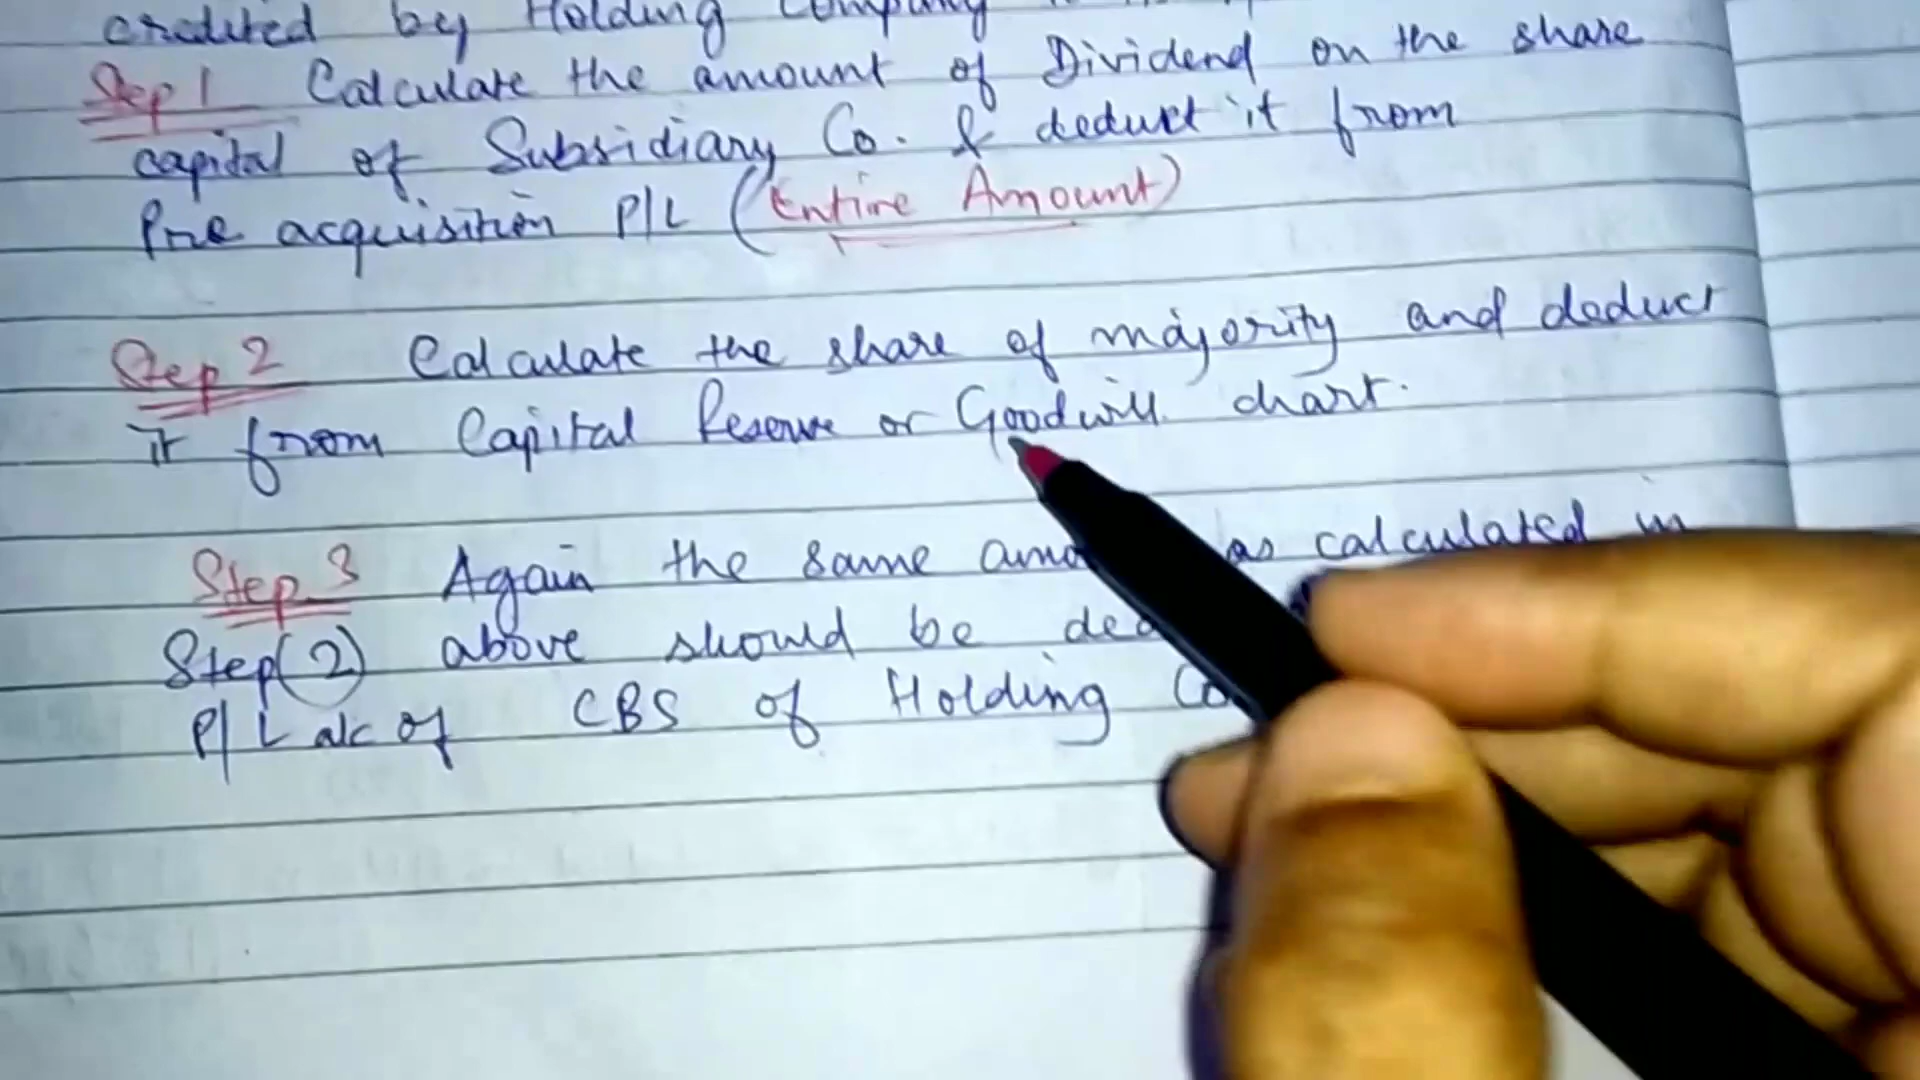 credited by Holding Company
Step 1 Calculate the amount of Dividend on the share
capital of Subsidiary Co. & deduct it from
Pre acquisition P/L (Entire Amount)
Step 2 Calculate the share of majority and deduct
it from Capital Reserve or Goodwill chart.
Step 3 Again the same as calculated in
Step (2) above should be
P/L a/c of CBS of Holding Co